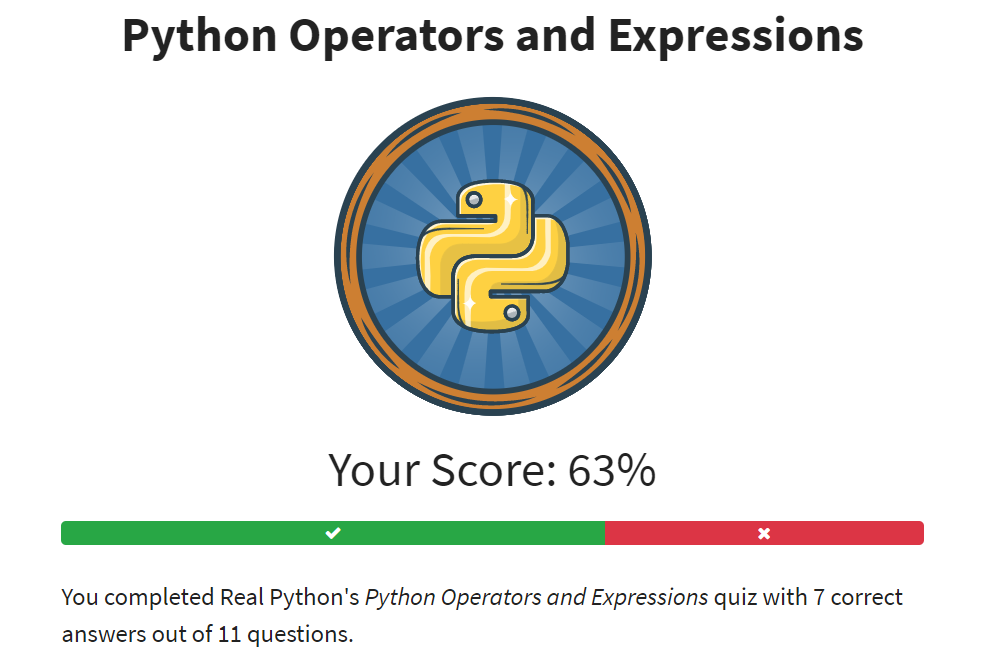 Python Operators and Expressions
Your Score: 63%
You completed Real Python's Python Operators and Expressions quiz with 7 correct
answers out of 11 questions.